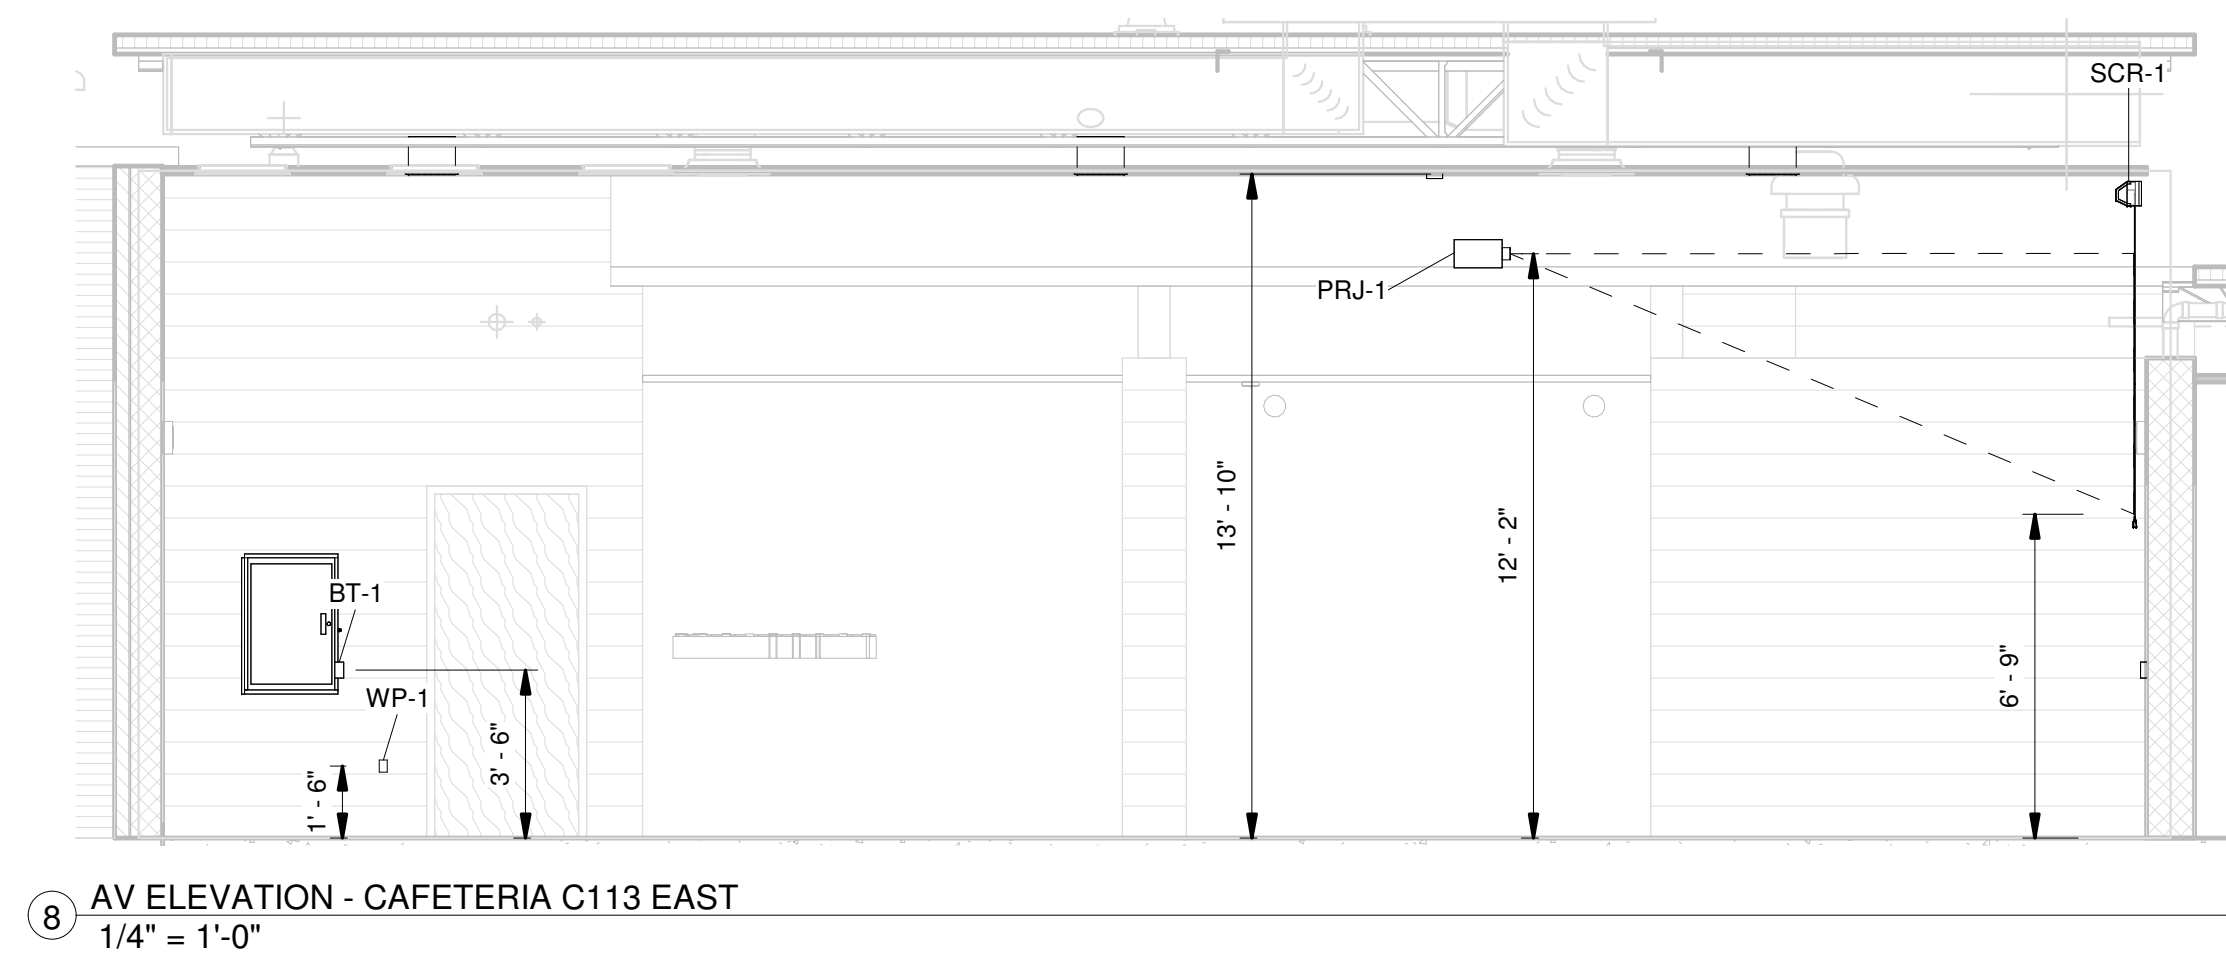 SCR-1
PRJ-1
13' - 10"
12' - 2"
BT-1
6' - 9"
WP-1
3' - 6"
1' - 6"
8
AV ELEVATION - CAFETERIA C113 EAST
1/4" = 1'-0"